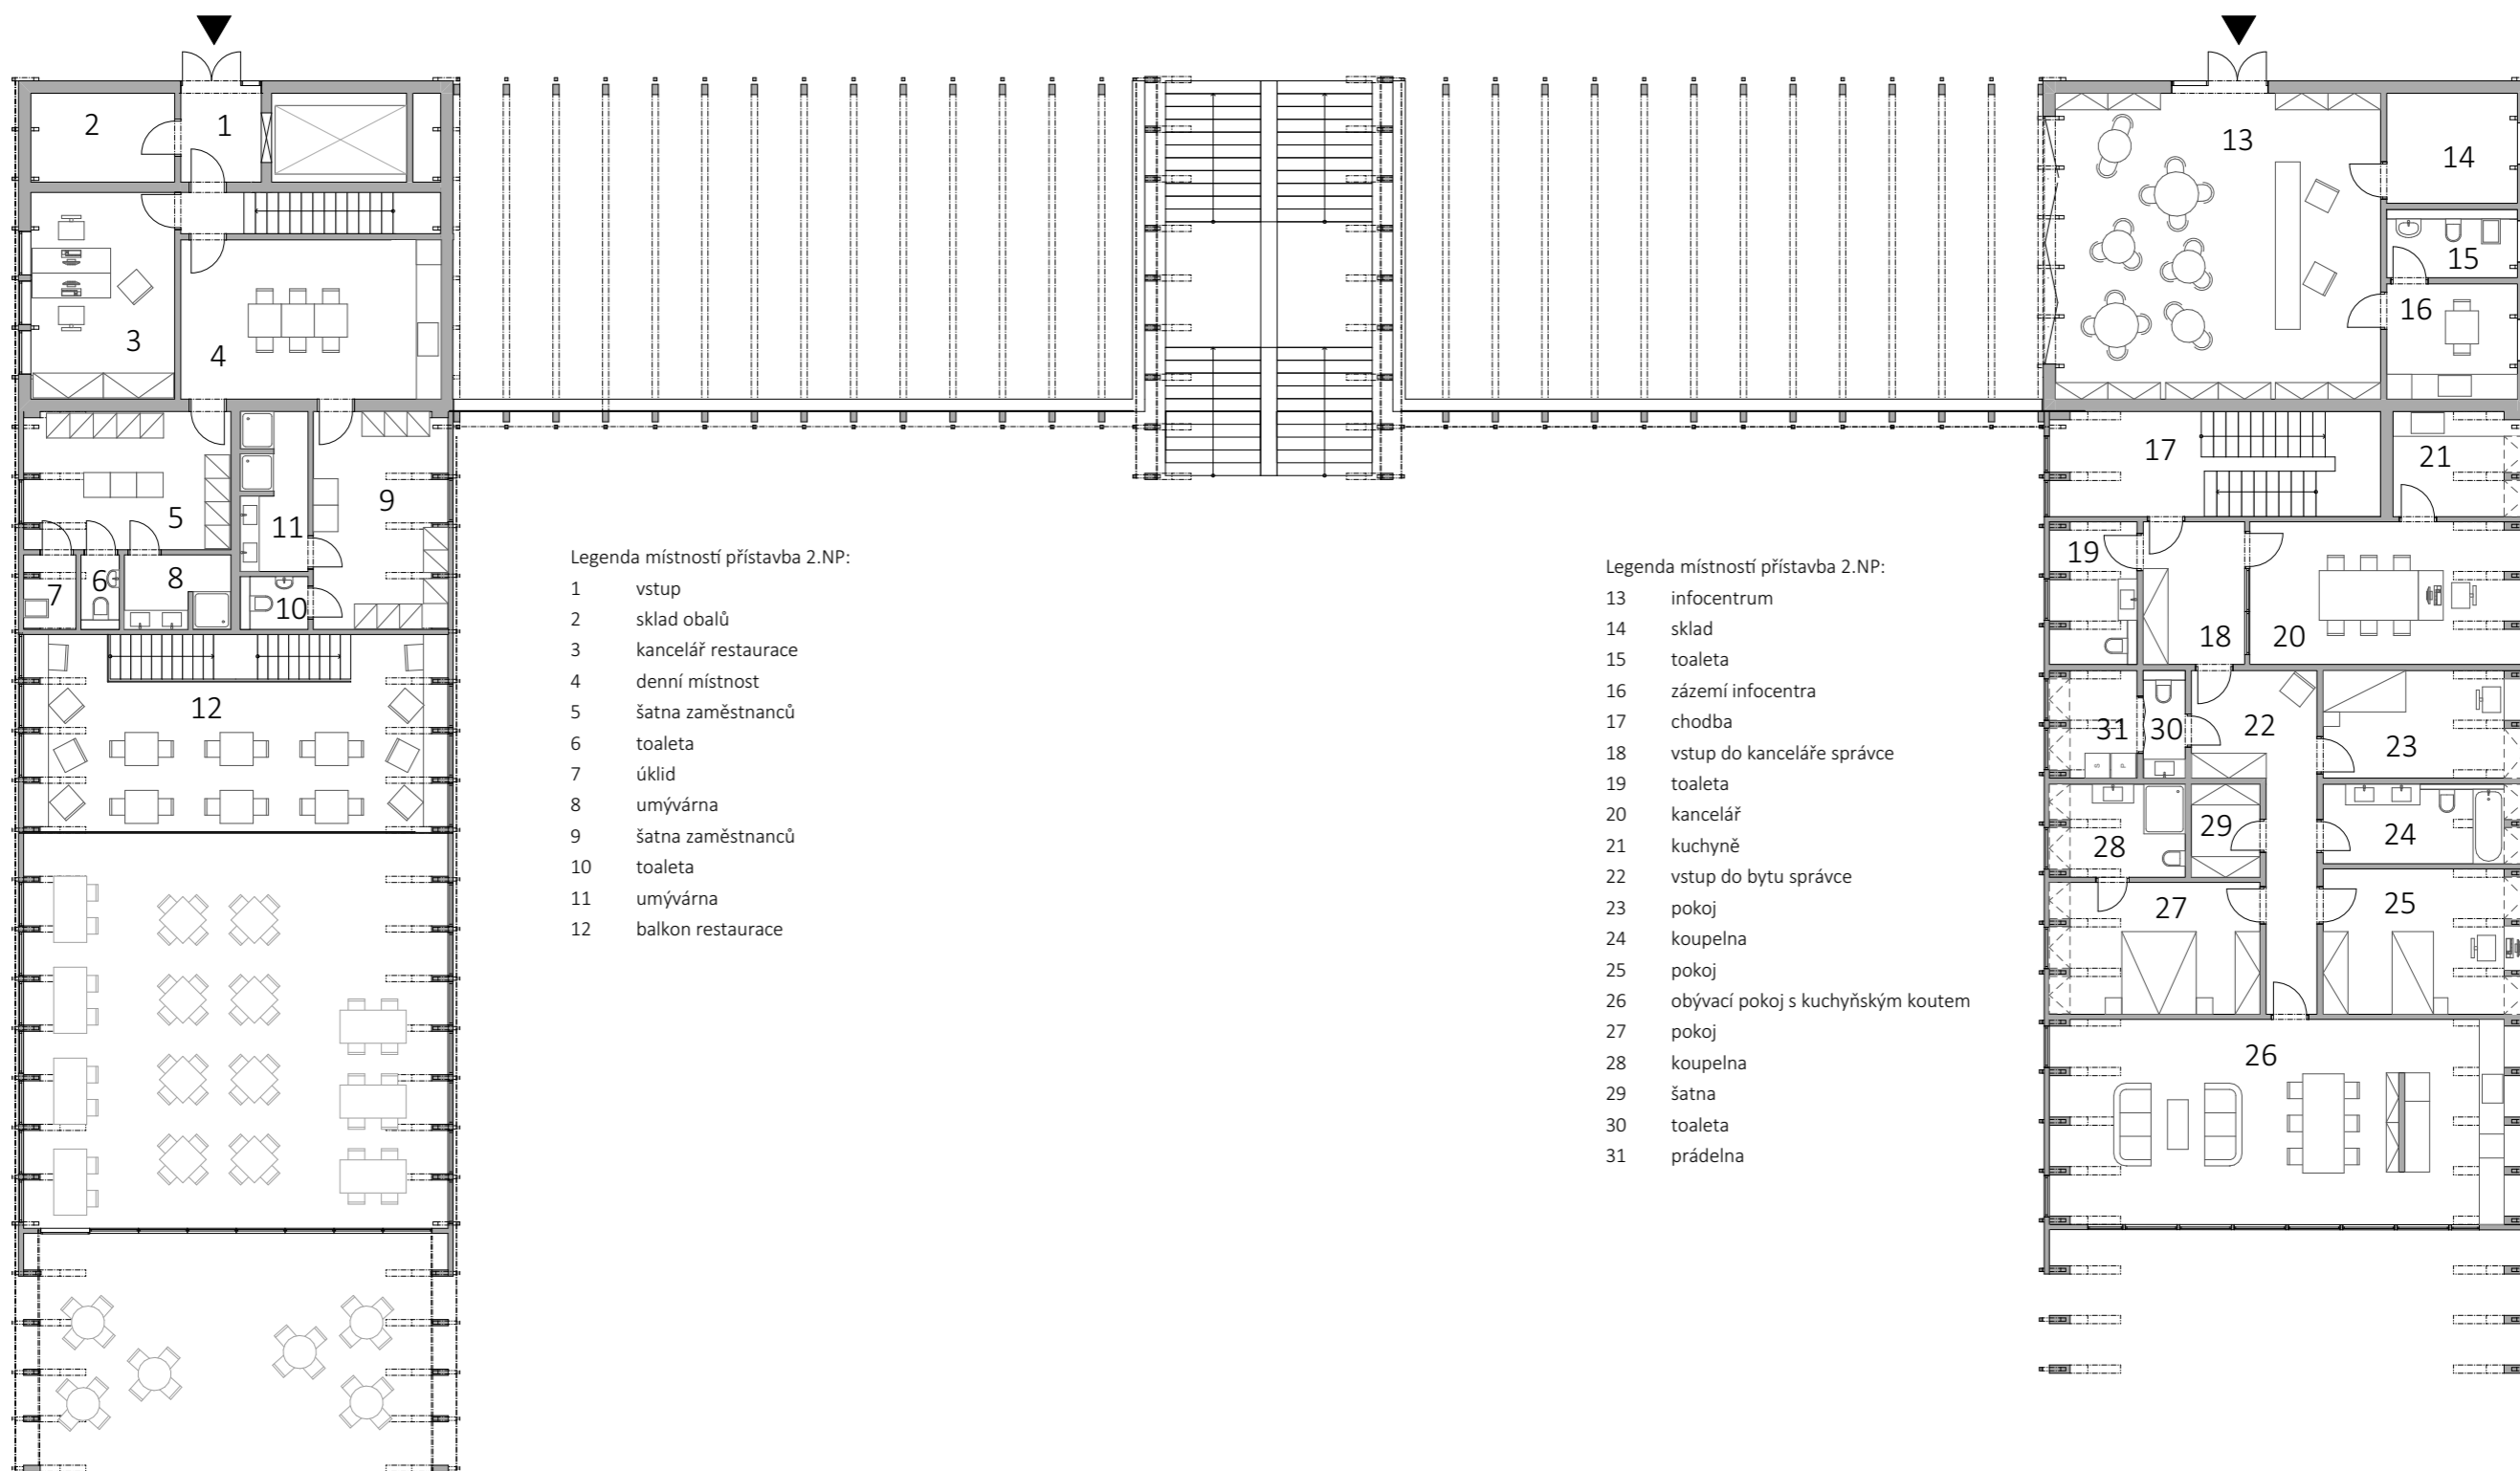 2
1
3
4
5
11
9
7
6
8
10
12
Legenda místností přístavba 2.NP:
1 vstup
2 sklad obalů
3 kancelář restaurace
4 denní místnost
5 šatna zaměstnanců
6 toaleta
7 úklid
8 umývárna
9 šatna zaměstnanců
10 toaleta
11 umývárna
12 balkon restaurace
Legenda místností přístavba 2.NP:
13 infocentrum
14 sklad
15 toaleta
16 zázemí infocentra
17 chodba
18 vstup do kanceláře správce
19 toaleta
20 kancelář
21 kuchyně
22 vstup do bytu správce
23 pokoj
24 koupelna
25 pokoj
26 obývací pokoj s kuchyňským koutem
27 pokoj
28 koupelna
29 šatna
30 toaleta
31 prádelna
13
14
15
16
17
21
19
18
20
31
30
22
23
S
P
28
29
24
27
25
26